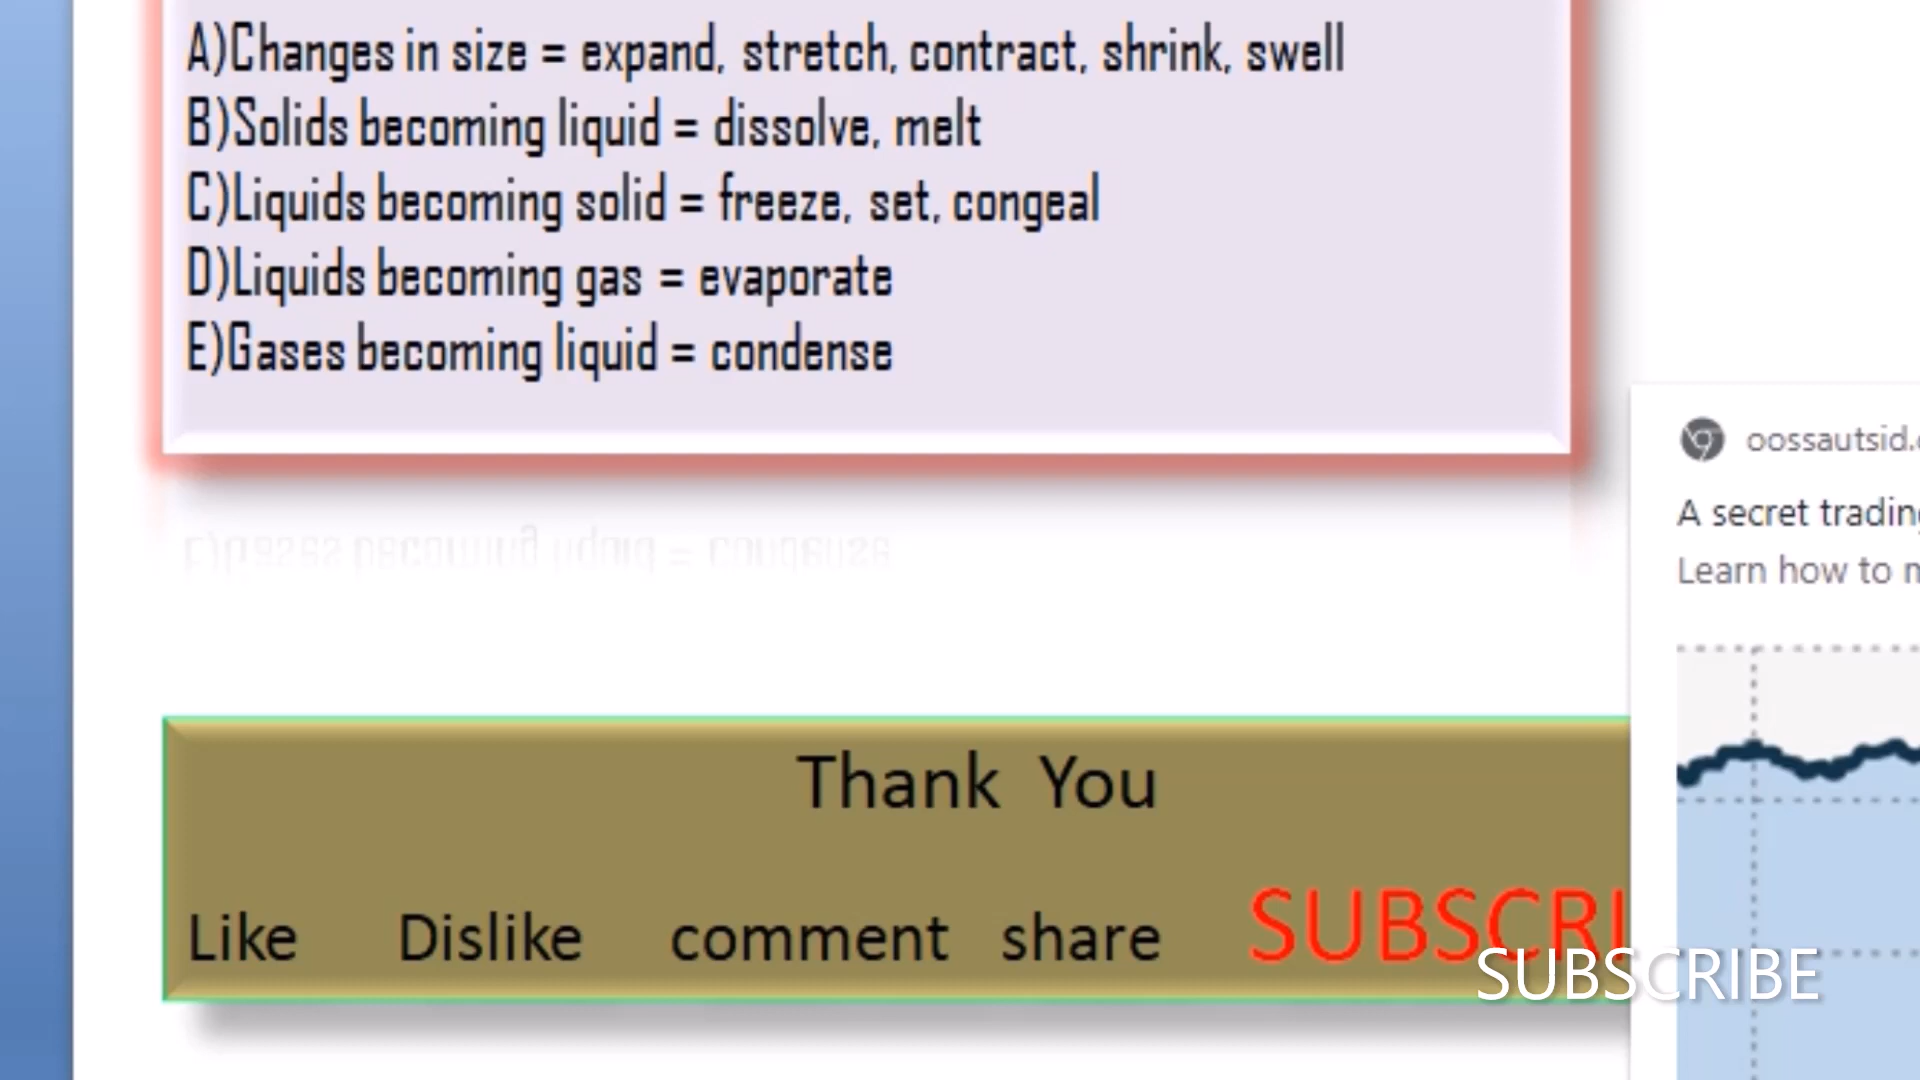 A)Changes in size = expand, stretch, contract, shrink, swell
B)Solids becoming liquid = dissolve, melt
C)Liquids becoming solid = freeze, set, congeal
D)Liquids becoming gas = evaporate
E)Gases becoming liquid = condense
oossautsid.
A secret trading
Learn how to m
Thank You
Like Dislike comment share SUBSCRI
SUBSCRIBE